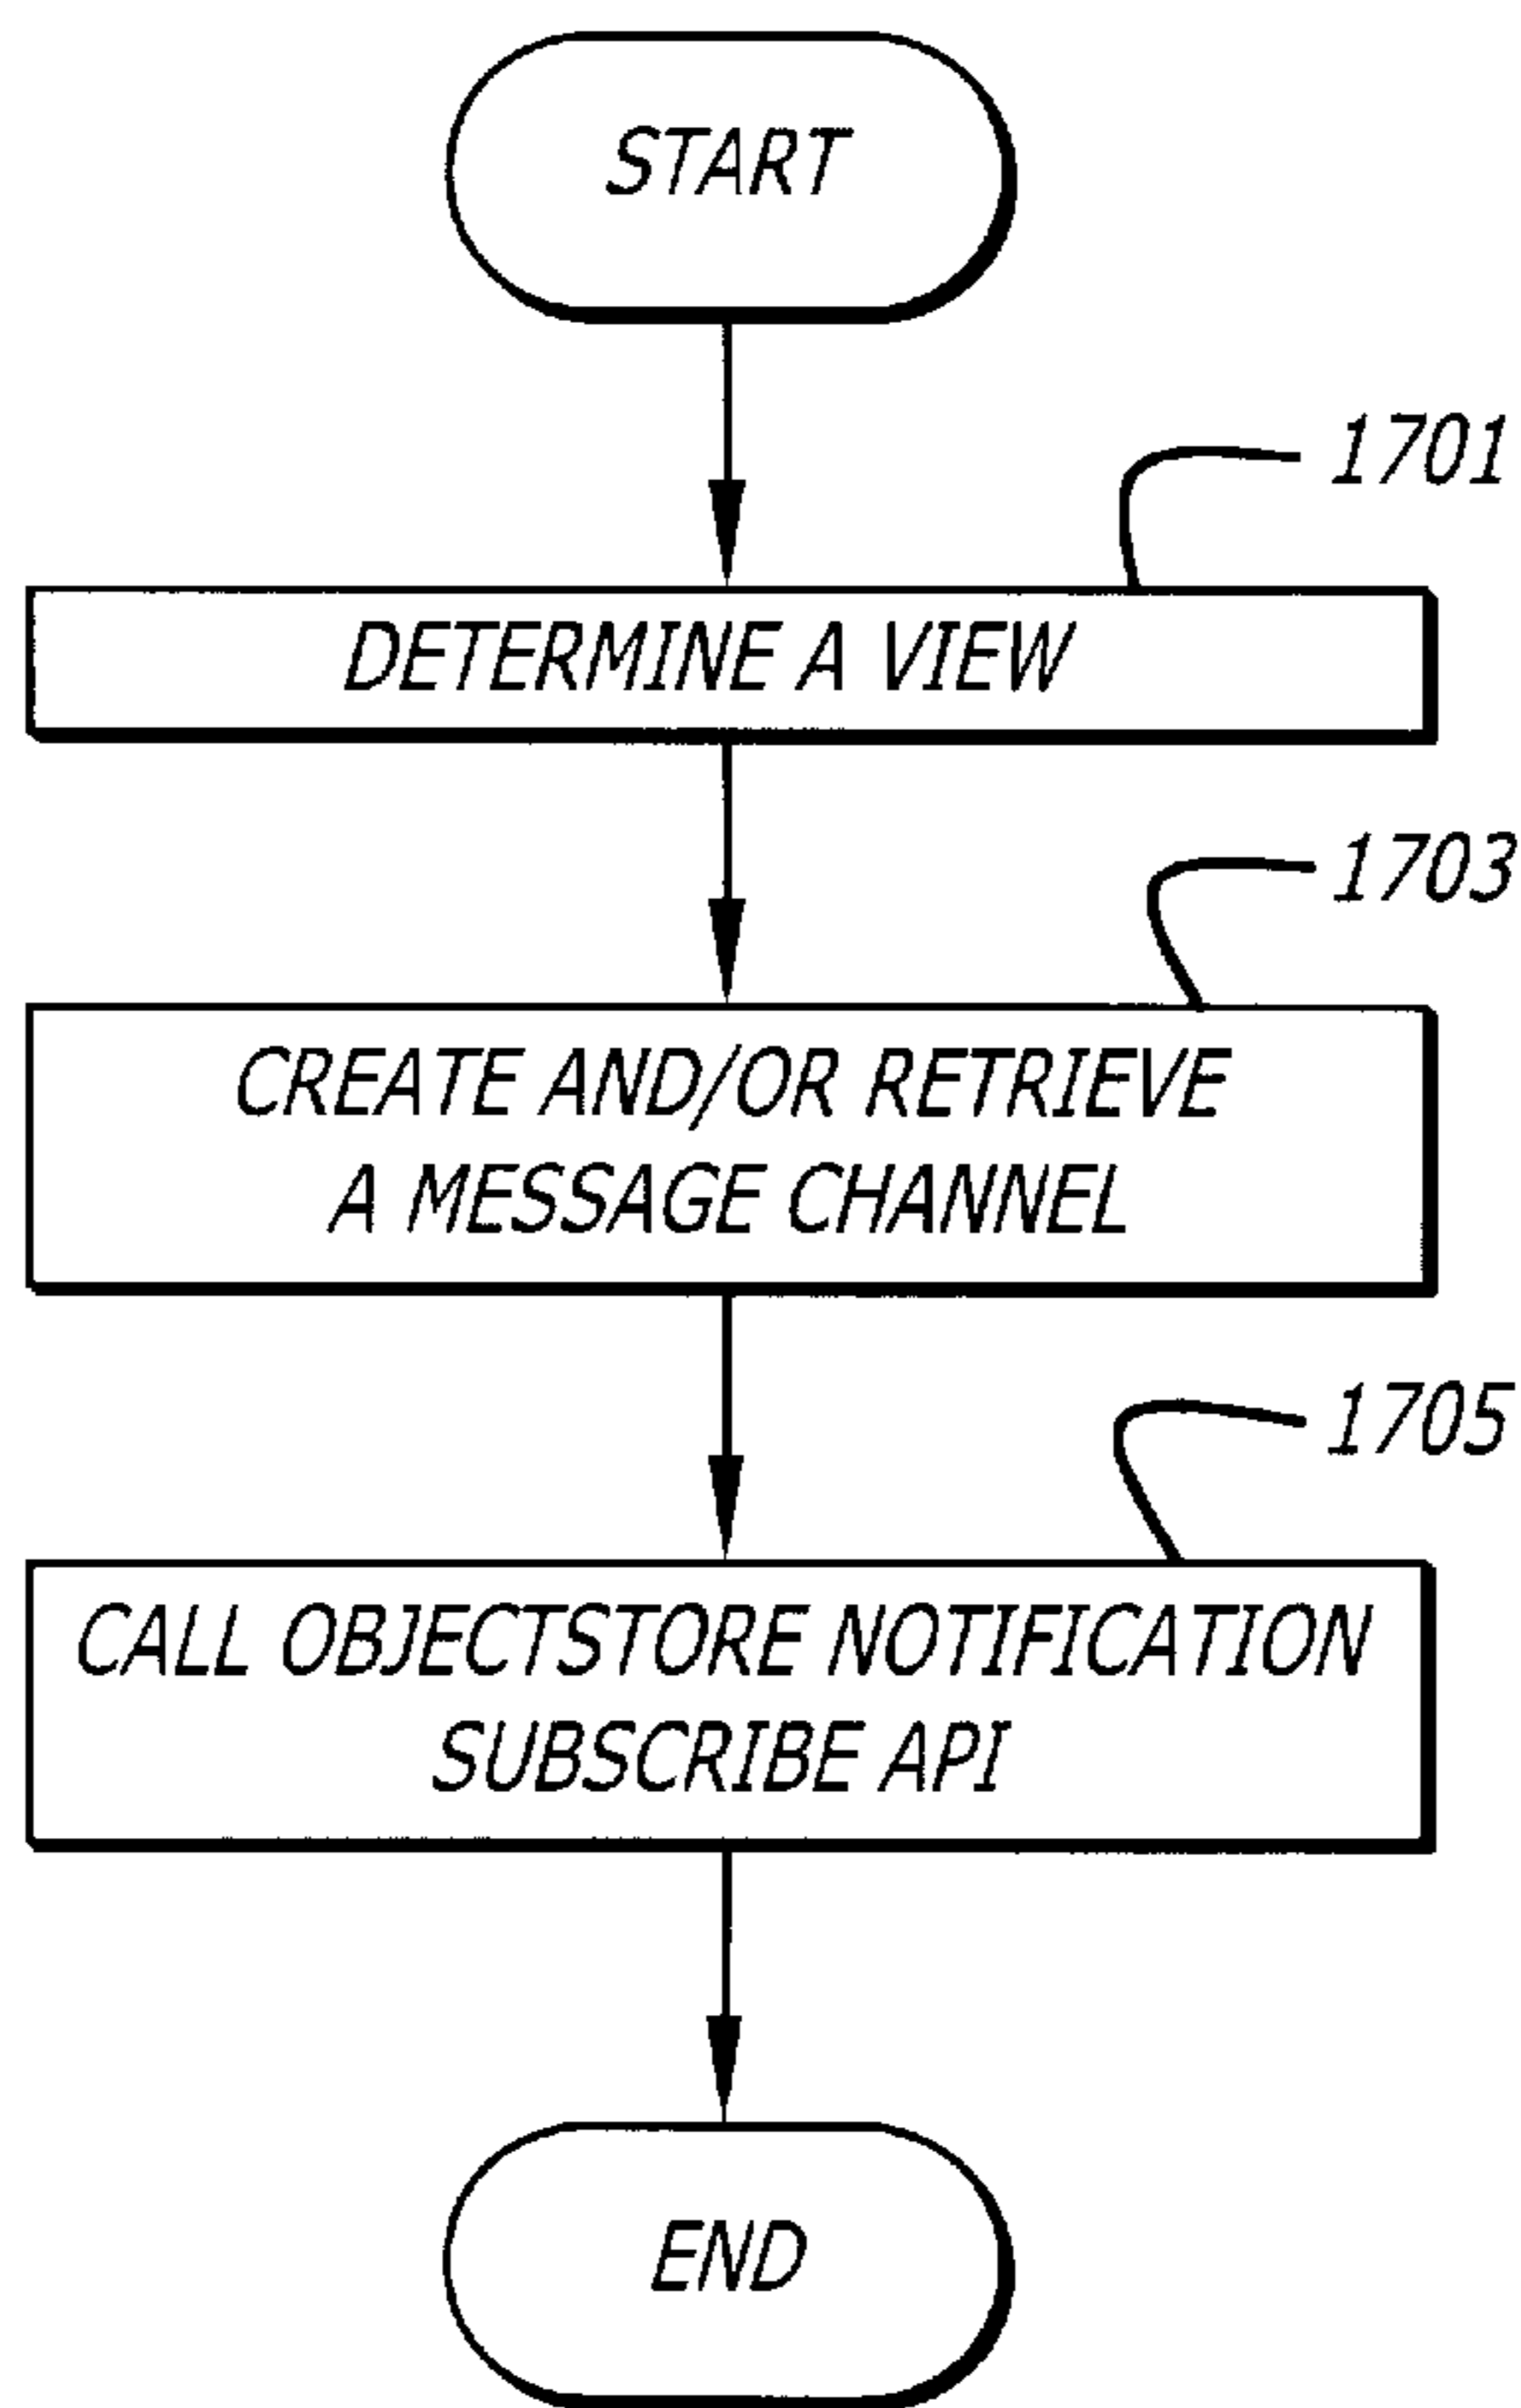 START
1701
DETERMINE A VIEW
1703
CREATE AND/OR RETRIEVE
A MESSAGE CHANNEL
1705
CALL OBJECTSTORE NOTIFICATION
SUBSCRIBE API
END